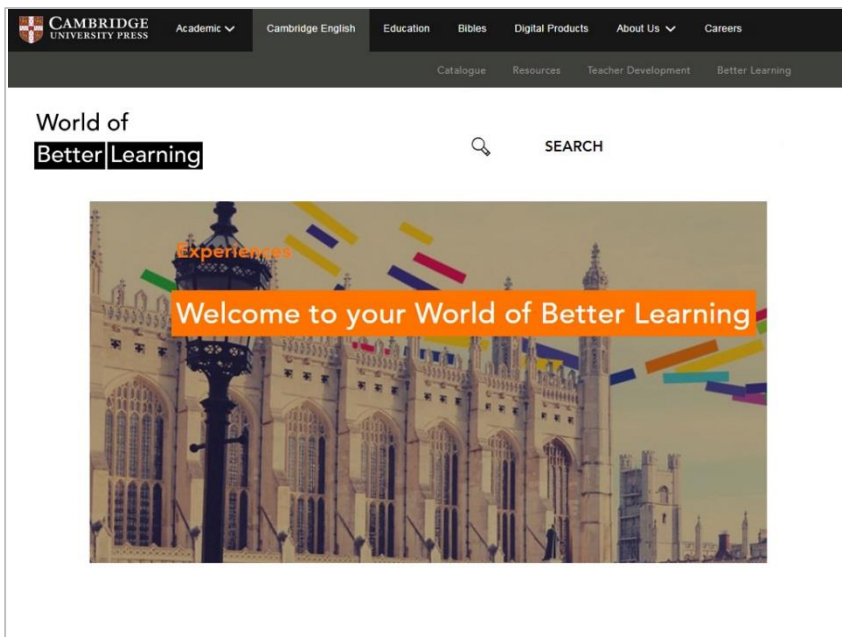 CAMBRIDGE
UNIVERSITY PRESS
Academic
Cambridge English
Education
Bibles
Digital Products
About Us
Careers
Catalogue
Resources
Teacher Development
Better Learning
World of
Better Learning
SEARCH
Experiences
Welcome to your World of Better Learning